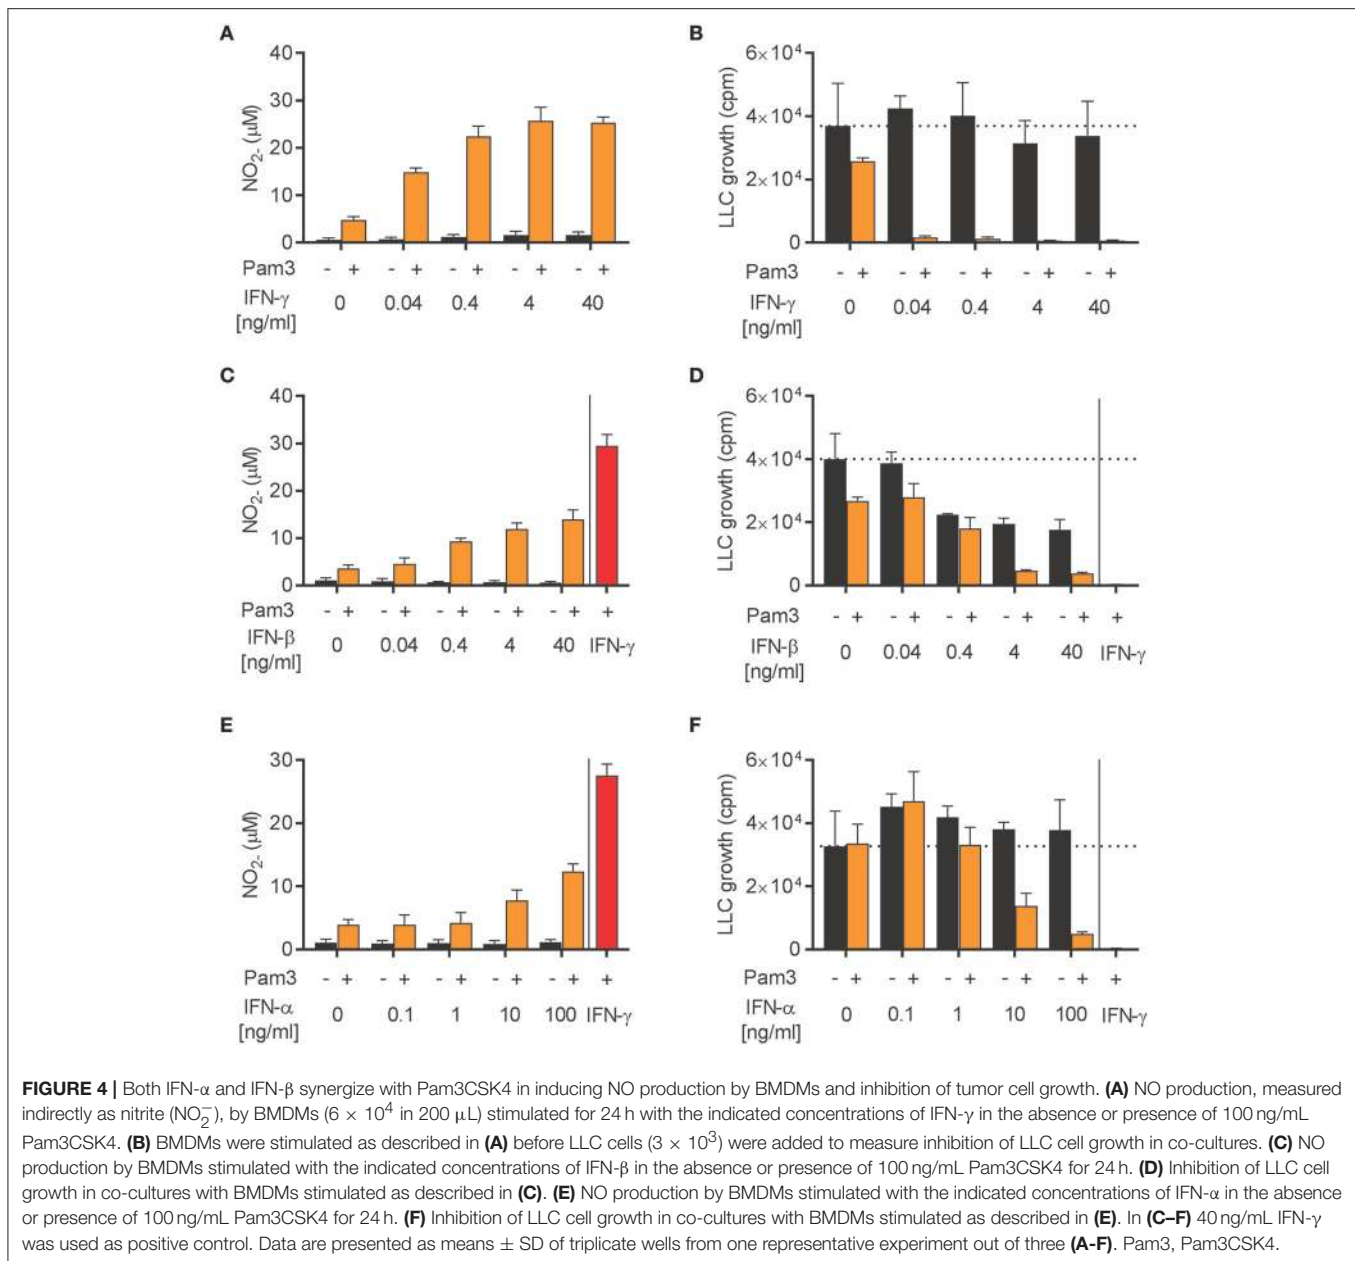 A
40
30
20
10
0
NO2- (µM)
Pam3 - + - + - + - + - +
IFN-γ 0 0.04 0.4 4 40
[ng/ml]
B
6×10⁴
4×10⁴
2×10⁴
0
LLC growth (cpm)
Pam3 - + - + - + - + - +
IFN-γ 0 0.04 0.4 4 40
[ng/ml]
C
40
30
20
10
0
NO2- (µM)
Pam3 - + - + - + - + - + +
IFN-β 0 0.04 0.4 4 40 IFN-γ
[ng/ml]
D
6×10⁴
4×10⁴
2×10⁴
0
LLC growth (cpm)
Pam3 - + - + - + - + - + +
IFN-β 0 0.04 0.4 4 40 IFN-γ
[ng/ml]
E
30
20
10
0
NO2- (µM)
Pam3 - + - + - + - + - + +
IFN-α 0 0.1 1 10 100 IFN-γ
[ng/ml]
F
6×10⁴
4×10⁴
2×10⁴
0
LLC growth (cpm)
Pam3 - + - + - + - + - + +
IFN-α 0 0.1 1 10 100 IFN-γ
[ng/ml]
FIGURE 4 | Both IFN-α and IFN-β synergize with Pam3CSK4 in inducing NO production by BMDMs and inhibition of tumor cell growth. (A) NO production, measured
indirectly as nitrite (NO₂⁻), by BMDMs (6 × 10⁴ in 200 µL) stimulated for 24 h with the indicated concentrations of IFN-γ in the absence or presence of 100 ng/mL
Pam3CSK4. (B) BMDMs were stimulated as described in (A) before LLC cells (3 × 10³) were added to measure inhibition of LLC cell growth in co-cultures. (C) NO
production by BMDMs stimulated with the indicated concentrations of IFN-β in the absence or presence of 100 ng/mL Pam3CSK4 for 24 h. (D) Inhibition of LLC cell
growth in co-cultures with BMDMs stimulated as described in (C). (E) NO production by BMDMs stimulated with the indicated concentrations of IFN-α in the absence
or presence of 100 ng/mL Pam3CSK4 for 24 h. (F) Inhibition of LLC cell growth in co-cultures with BMDMs stimulated as described in (E). In (C–F) 40 ng/mL IFN-γ
was used as positive control. Data are presented as means ± SD of triplicate wells from one representative experiment out of three (A-F). Pam3, Pam3CSK4.